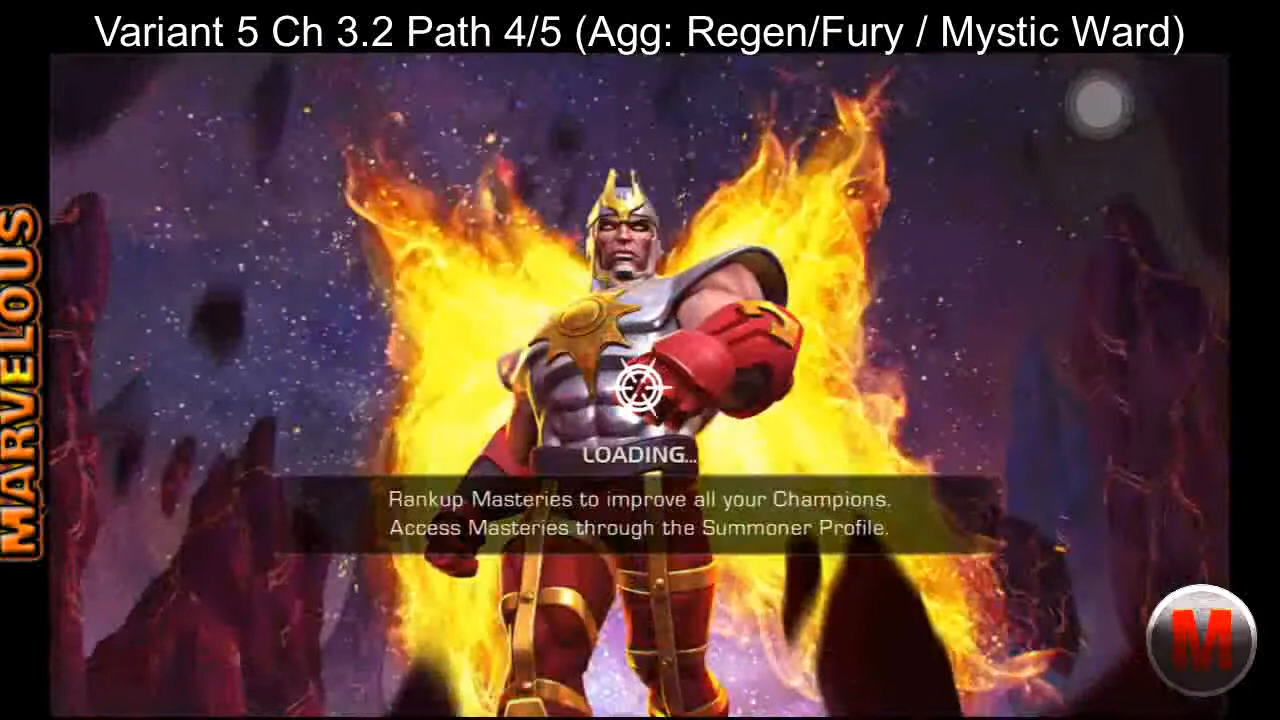 Variant 5 Ch 3.2 Path 4/5 (Agg: Regen/Fury / Mystic Ward)
MARVELOUS
LOADING...
Rankup Masteries to improve all your Champions.
Access Masteries through the Summoner Profile.
M